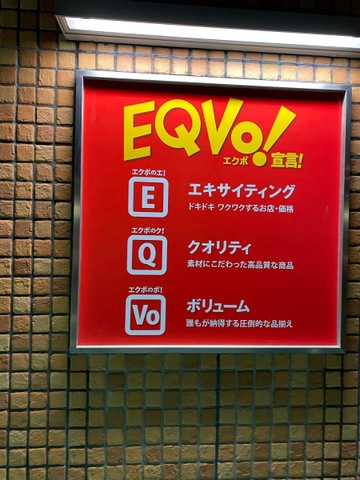 EQVo!
エクボ 宣言!
エクボのエ!
E
エキサイティング
ドキドキ ワクワクするお店・価格
エクボのク!
Q
クオリティ
素材にこだわった高品質な商品
エクボのボ!
Vo
ボリューム
誰もが納得する圧倒的な品揃え